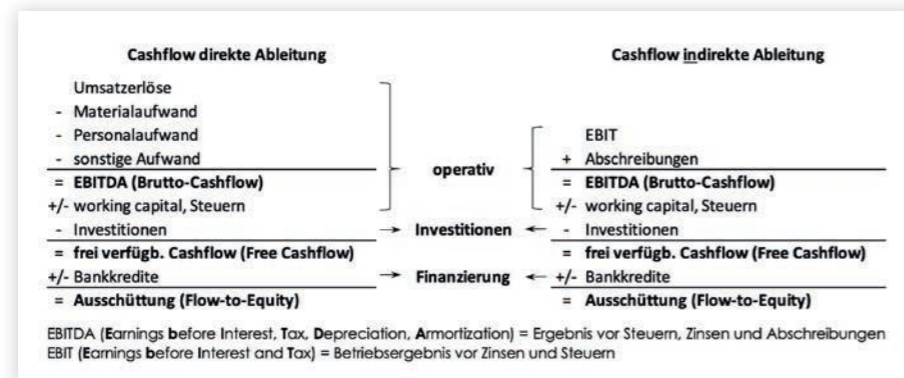 Cashflow direkte Ableitung
Umsatzerlöse
- Materialaufwand
- Personalaufwand
- sonstige Aufwand
= EBITDA (Brutto-Cashflow)
+/- working capital, Steuern
- Investitionen
= frei verfügb. Cashflow (Free Cashflow)
+/- Bankkredite
= Ausschüttung (Flow-to-Equity)
operativ
→ Investitionen ←
→ Finanzierung ←
Cashflow indirekte Ableitung
EBIT
+ Abschreibungen
= EBITDA (Brutto-Cashflow)
+/- working capital, Steuern
- Investitionen
= frei verfügb. Cashflow (Free Cashflow)
+/- Bankkredite
= Ausschüttung (Flow-to-Equity)
EBITDA (Earnings before Interest, Tax, Depreciation, Armortization) = Ergebnis vor Steuern, Zinsen und Abschreibungen
EBIT (Earnings before Interest and Tax) = Betriebsergebnis vor Zinsen und Steuern